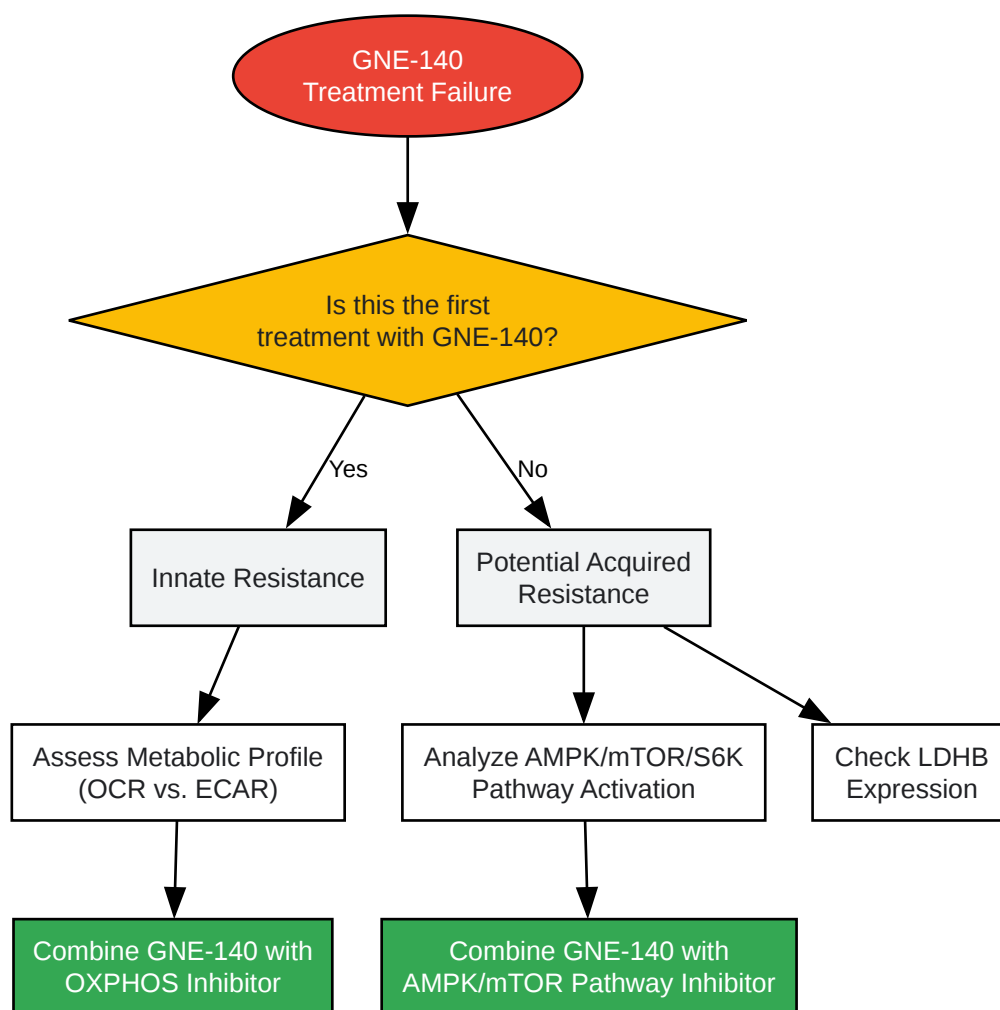 GNE-140
Treatment Failure
Is this the first
treatment with GNE-140?
Yes
No
Innate Resistance
Potential Acquired
Resistance
Assess Metabolic Profile
(OCR vs. ECAR)
Analyze AMPK/mTOR/S6K
Pathway Activation
Check LDHB
Expression
Combine GNE-140 with
OXPHOS Inhibitor
Combine GNE-140 with
AMPK/mTOR Pathway Inhibitor